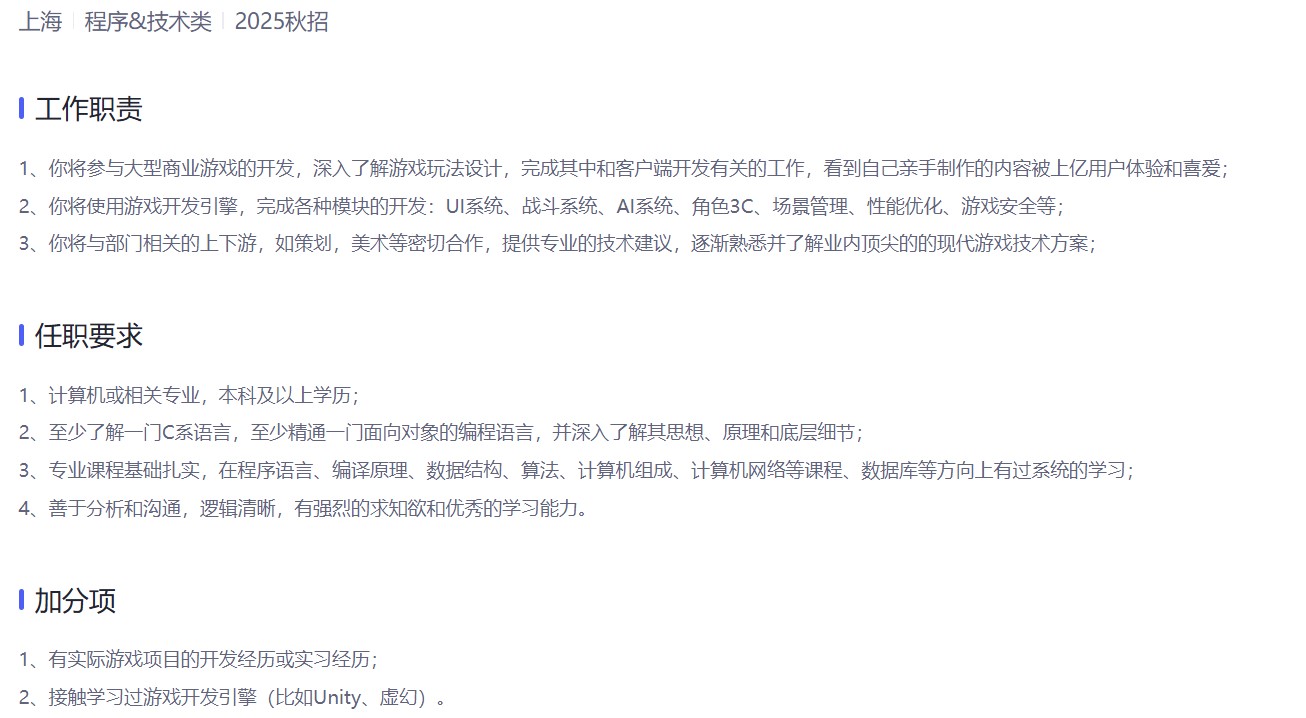 上海 程序&技术类 2025秋招
工作职责
1、你将参与大型商业游戏的开发，深入了解游戏玩法设计，完成其中和客户端开发有关的工作，看到自己亲手制作的内容被上亿用户体验和喜爱；
2、你将使用游戏开发引擎，完成各种模块的开发：UI系统、战斗系统、AI系统、角色3C、场景管理、性能优化、游戏安全等；
3、你将与部门相关的上下游，如策划，美术等密切合作，提供专业的技术建议，逐渐熟悉并了解业内顶尖的的现代游戏技术方案；
任职要求
1、计算机或相关专业，本科及以上学历；
2、至少了解一门C系语言，至少精通一门面向对象的编程语言，并深入了解其思想、原理和底层细节；
3、专业课程基础扎实，在程序语言、编译原理、数据结构、算法、计算机组成、计算机网络等课程、数据库等方向上有过系统的学习；
4、善于分析和沟通，逻辑清晰，有强烈的求知欲和优秀的学习能力。
加分项
1、有实际游戏项目的开发经历或实习经历；
2、接触学习过游戏开发引擎（比如Unity、虚幻）。